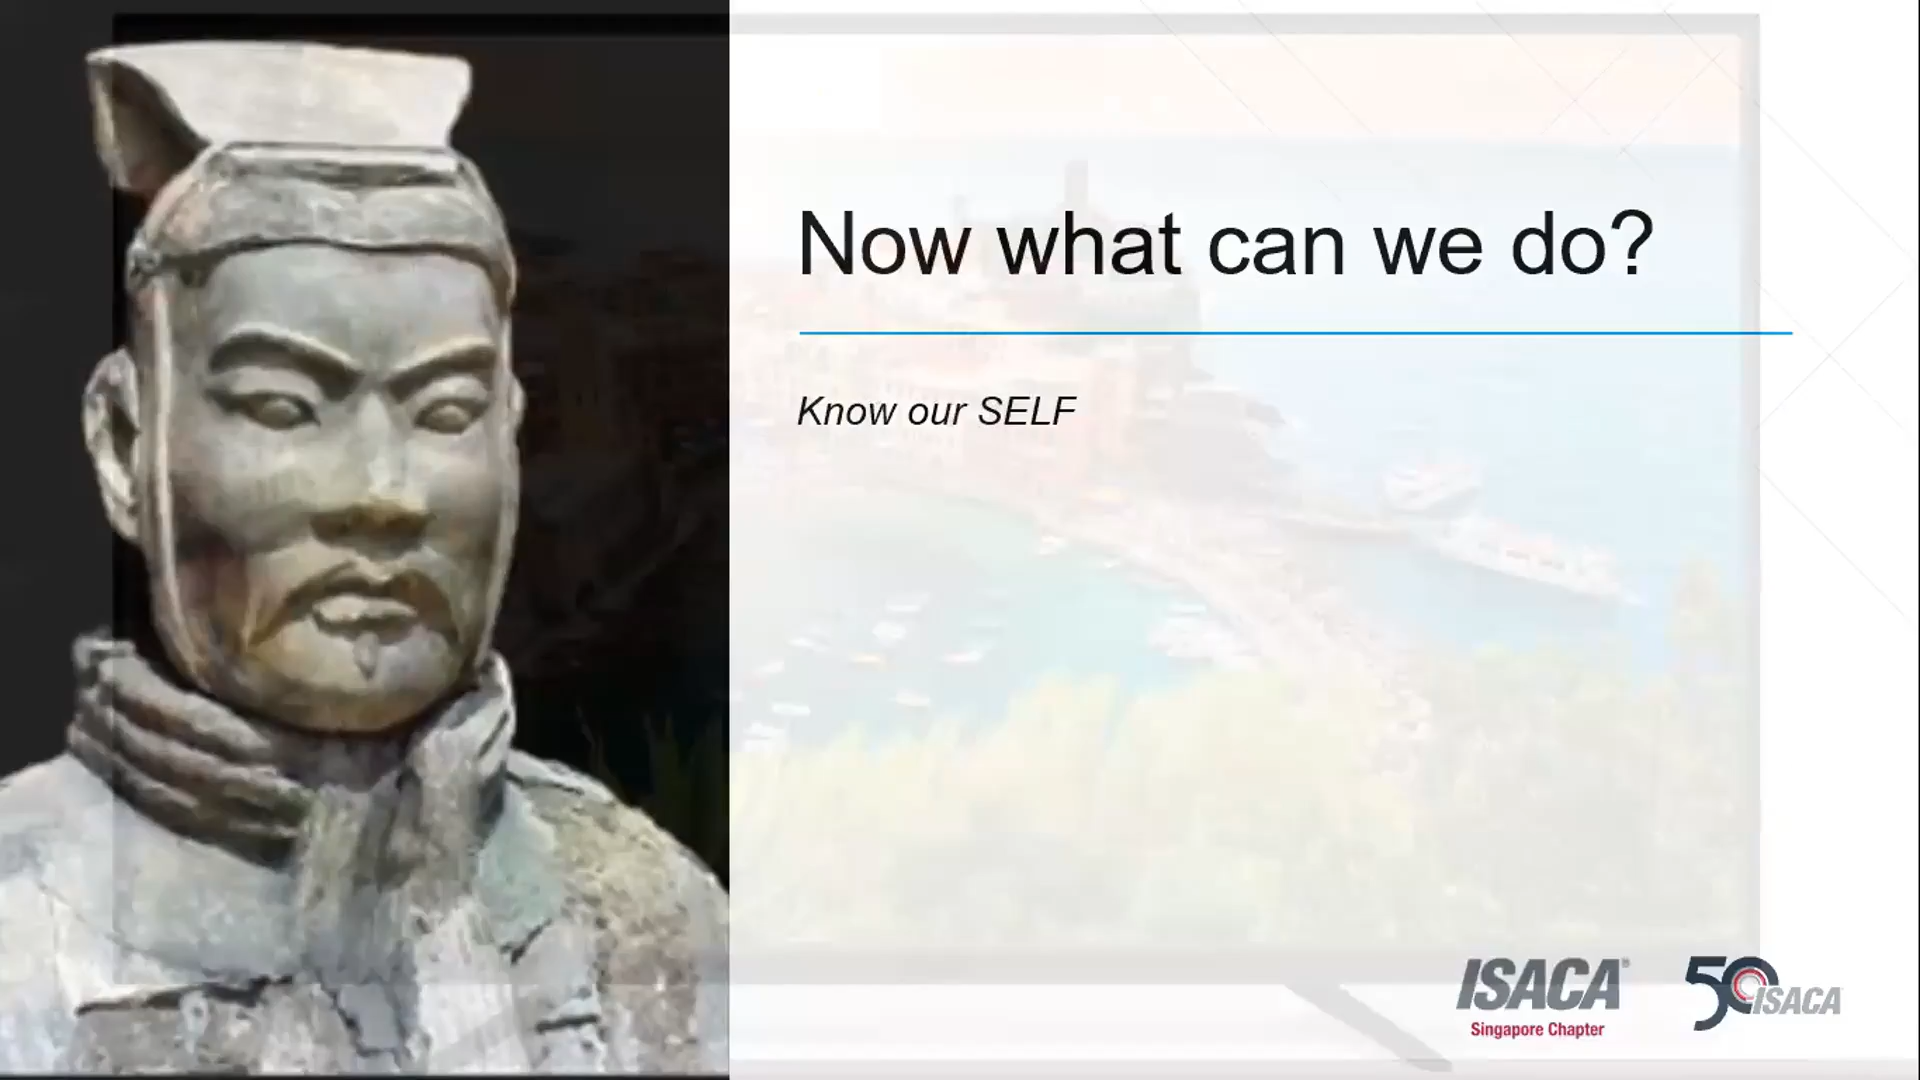 Now what can we do?
Know our SELF
ISACA®
Singapore Chapter
50 ISACA